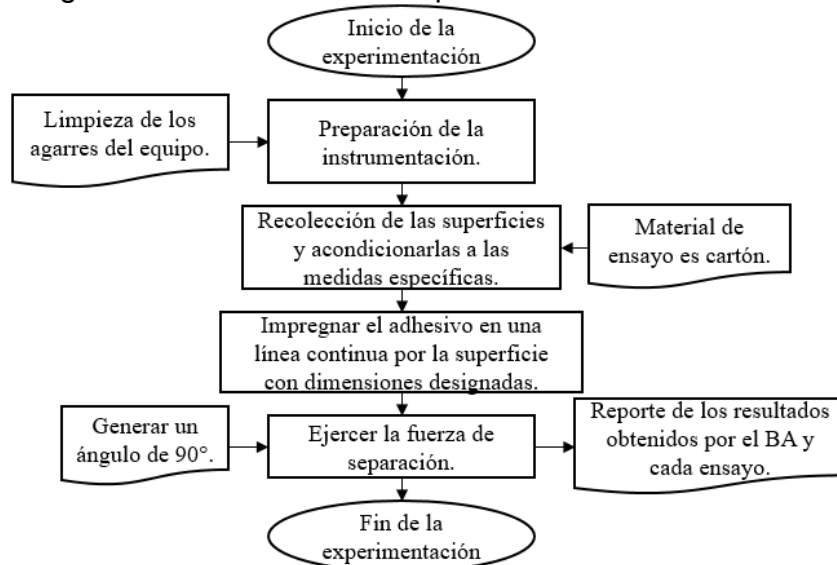 Inicio de la
experimentación
Limpieza de los
agarres del equipo.
Preparación de la
instrumentación.
Recolección de las superficies
y acondicionarlas a las
medidas específicas.
Material de
ensayo es cartón.
Impregnar el adhesivo en una
línea continua por la superficie
con dimensiones designadas.
Generar un
ángulo de 90°.
Ejercer la fuerza de
separación.
Reporte de los resultados
obtenidos por el BA y
cada ensayo.
Fin de la
experimentación